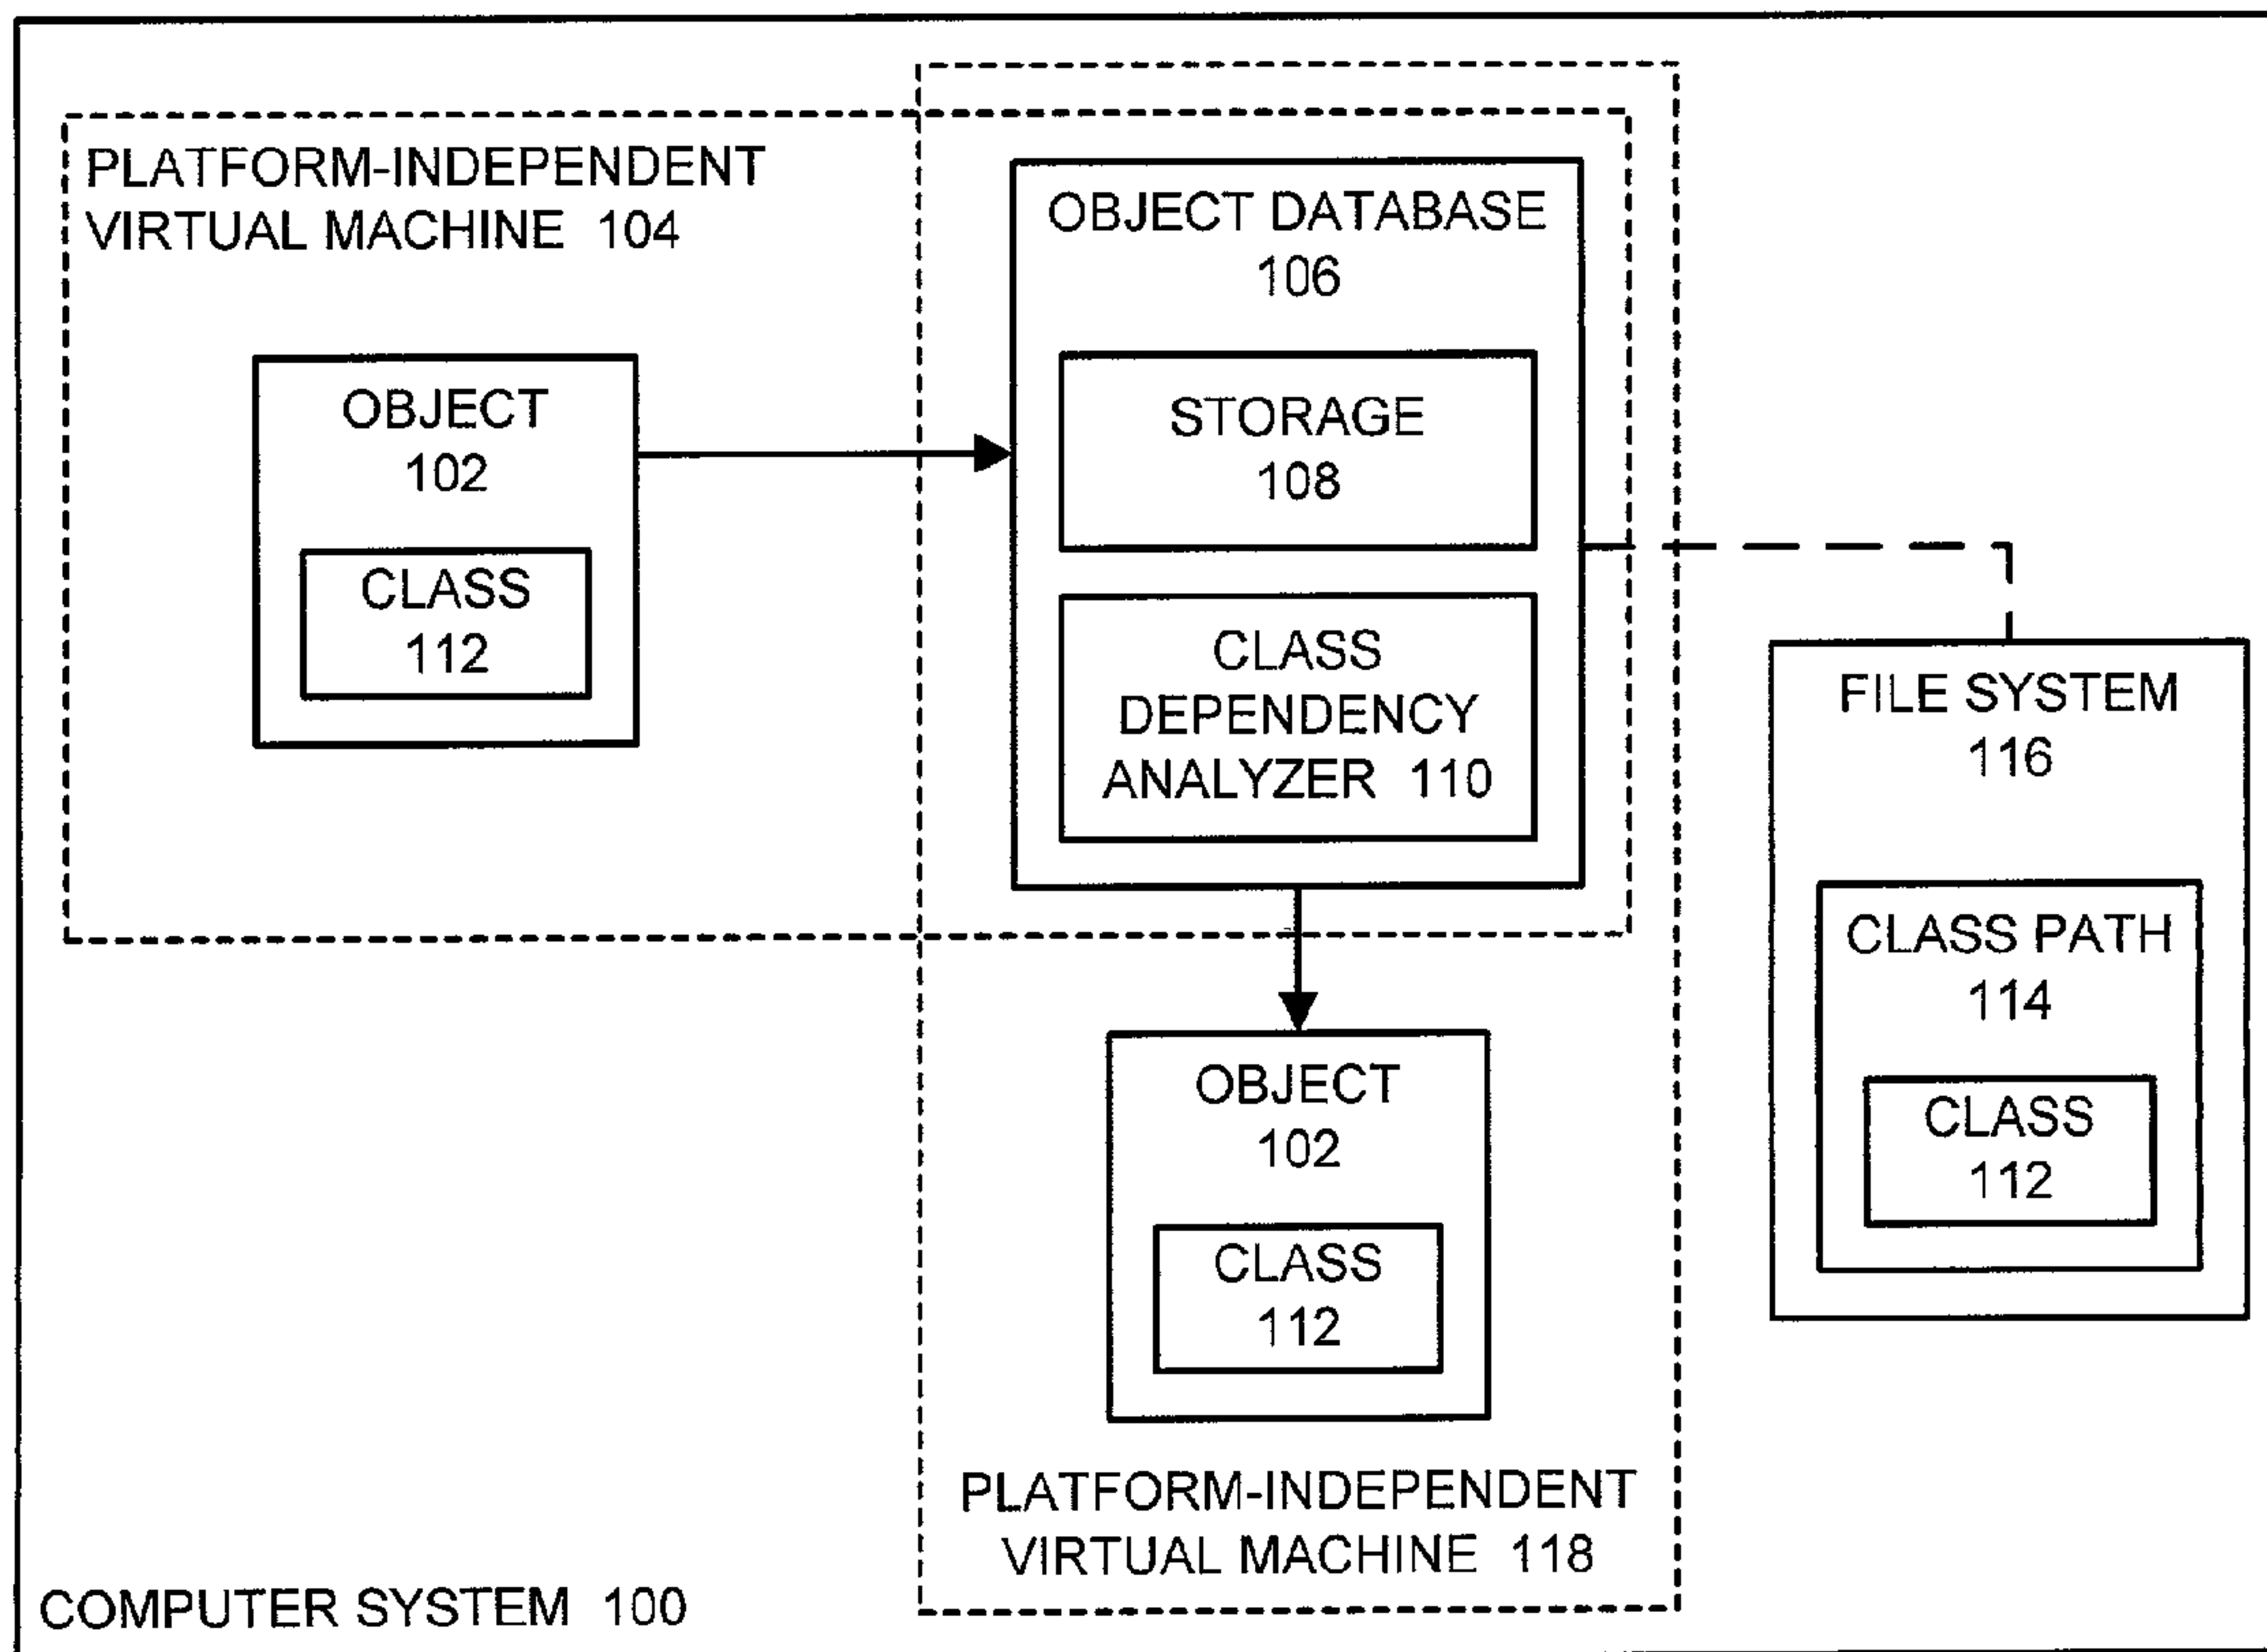 PLATFORM-INDEPENDENT
VIRTUAL MACHINE 104
OBJECT
102
CLASS
112
OBJECT DATABASE
106
STORAGE
108
CLASS
DEPENDENCY
ANALYZER 110
FILE SYSTEM
116
CLASS PATH
114
CLASS
112
OBJECT
102
CLASS
112
PLATFORM-INDEPENDENT
VIRTUAL MACHINE 118
COMPUTER SYSTEM 100